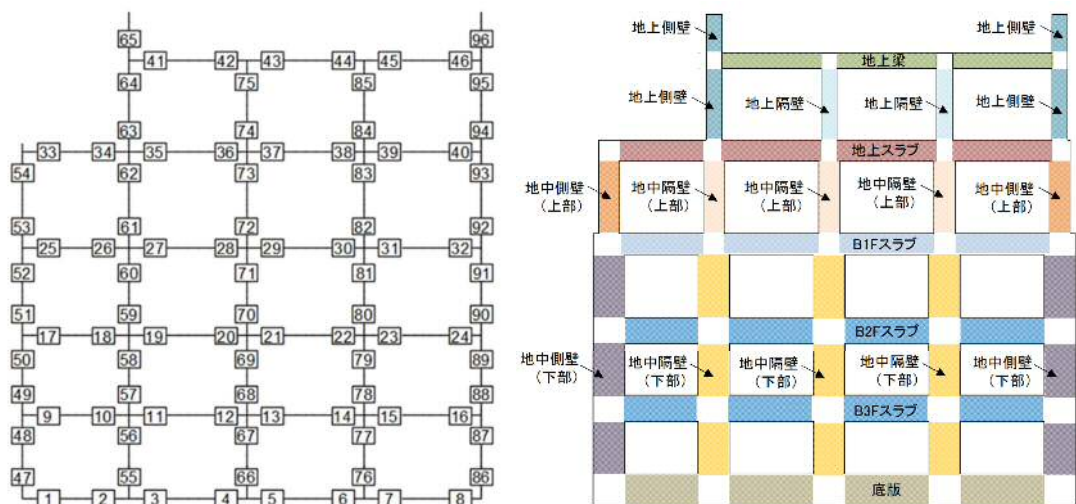 65 96
41 42 43 44 45 46
64 75 85 95
63 74 84 94
33 34 35 36 37 38 39 40
54 62 73 83 93
53 61 72 82 92
25 26 27 28 29 30 31 32
52 60 71 81 91
51 59 70 80 90
17 18 19 20 21 22 23 24
50 58 69 79 89
49 57 68 78 88
9 10 11 12 13 14 15 16
48 56 67 77 87
47 55 66 76 86
1 2 3 4 5 6 7 8
地上側壁 地上側壁
地上梁
地上側壁 地上隔壁 地上隔壁 地上側壁
地上スラブ
地中側壁 地中隔壁 地中隔壁 地中隔壁 地中側壁
(上部) (上部) (上部) (上部) (上部)
B1Fスラブ
B2Fスラブ
地中側壁 地中隔壁 地中隔壁 地中隔壁 地中側壁
(下部) (下部) (下部) (下部) (下部)
B3Fスラブ
底版